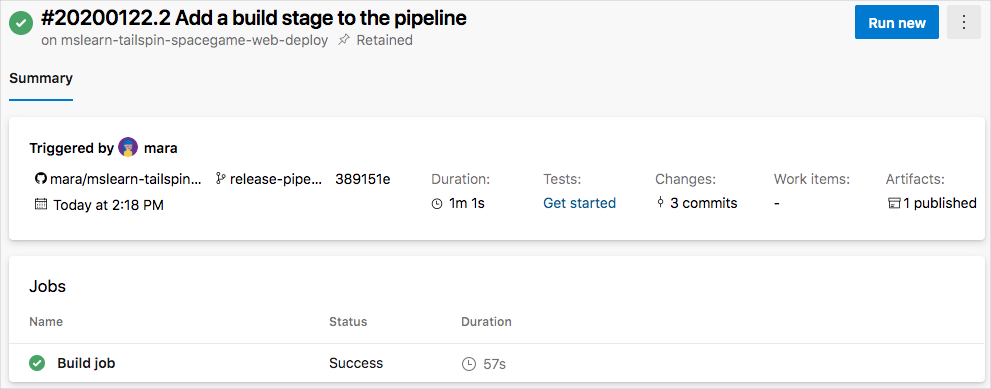 #20200122.2 Add a build stage to the pipeline
on mslearn-tailspin-spacegame-web-deploy Retained
Run new
Summary
Triggered by mara
mara/mslearn-tailspin... release-pipe... 389151e
Today at 2:18 PM
Duration:
1m 1s
Tests:
Get started
Changes:
3 commits
Work items:
-
Artifacts:
1 published
Jobs
Name Status Duration
Build job Success 57s